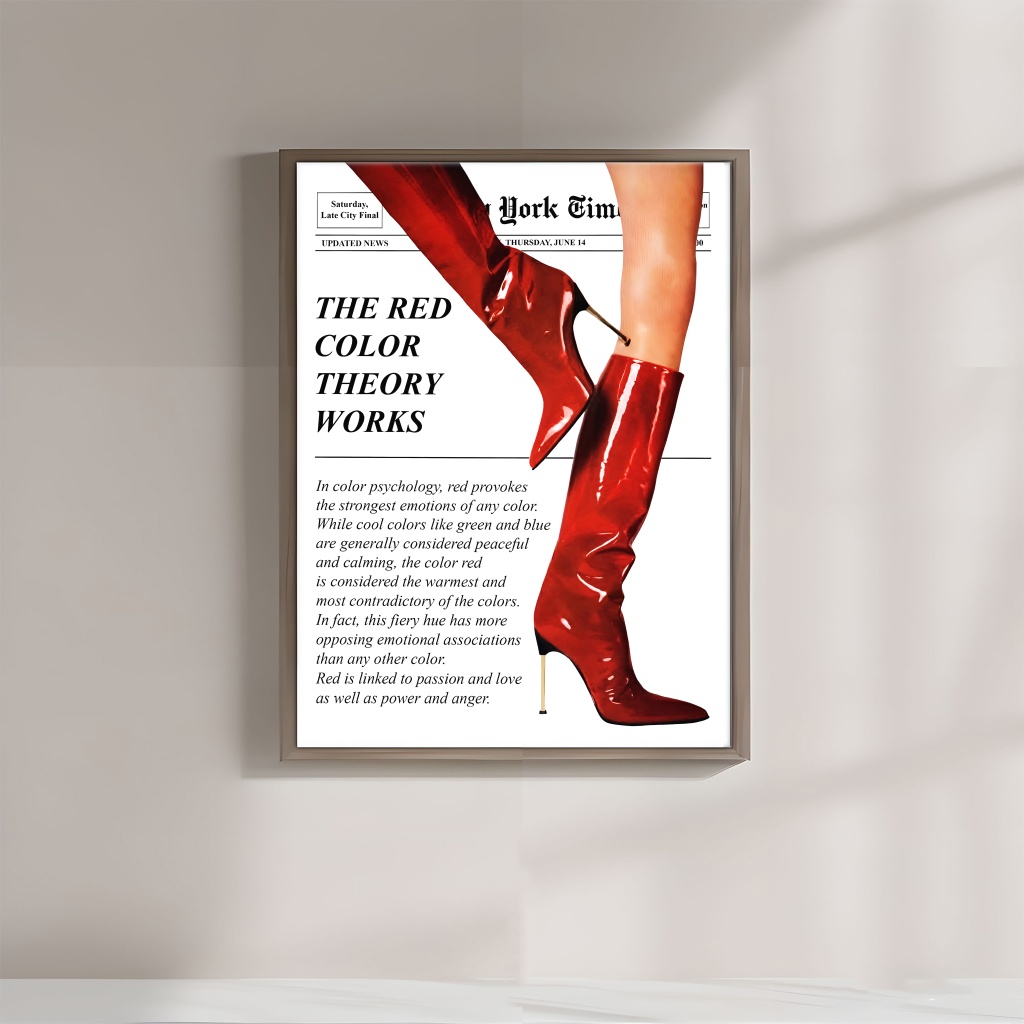 Saturday,
Late City Final
York Time
UPDATED NEWS
THURSDAY, JUNE 14
00
THE RED
COLOR
THEORY
WORKS
In color psychology, red provokes
the strongest emotions of any color.
While cool colors like green and blue
are generally considered peaceful
and calming, the color red
is considered the warmest and
most contradictory of the colors.
In fact, this fiery hue has more
opposing emotional associations
than any other color.
Red is linked to passion and love
as well as power and anger.